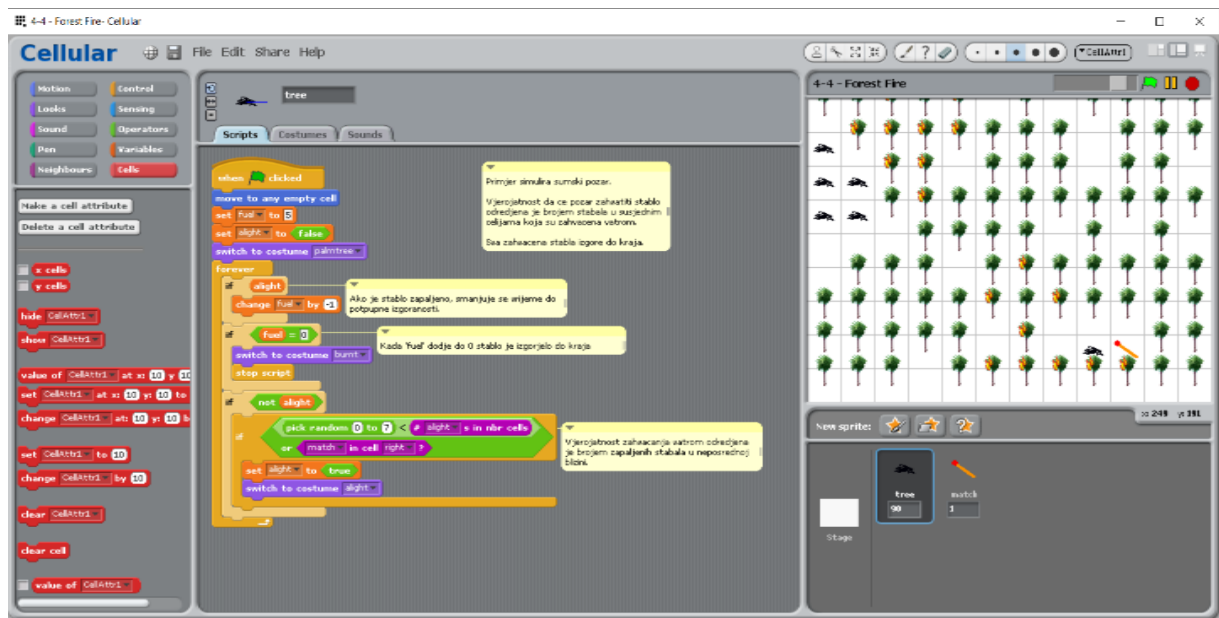 4-4 - Forest Fire- Cellular
Cellular File Edit Share Help
CellAttr1
Motion Control
Looks Sensing
Sound Operators
Pen Variables
Neighbours Cells
Make a cell attribute
Delete a cell attribute
x cells
y cells
hide CellAttr1
show CellAttr1
value of CellAttr1 at x: 10 y 10
set CellAttr1 at x: 10 y: 10 to
change CellAttr1 at: 10 y: 10 b
set CellAttr1 to 10
change CellAttr1 by 10
clear CellAttr1
clear cell
value of CellAttr1
tree
Scripts Costumes Sounds
when clicked
move to any empty cell
set fuel to 5
set alight to false
switch to costume palmtree
forever
if alight
change fuel by -1
if fuel = 0
switch to costume burnt
stop script
if not alight
if pick random 0 to 7 < # alight s in nbr cells
or match in cell right ?
set alight to true
switch to costume alight
Primjer simulira sumski pozar.
Vjerojatnost da ce pozar zahvatiti stablo
odredjena je brojem stabala u susjednim
celijama koja su zahvacena vatrom.
Sva zahvacena stabla izgore do kraja.
Ako je stablo zapaljeno, smanjuje se vrijeme do
potpupne izgoranosti.
Kada 'fuel' dodje do 0 stablo je izgorjelo do kraja
Vjerojatnost zahvacanja vatrom odredjena
je brojem zapaljenih stabala u neposrednoj
blizini.
4-4 - Forest Fire
x: 249 y: 191
New sprite:
tree
90
match
1
Stage